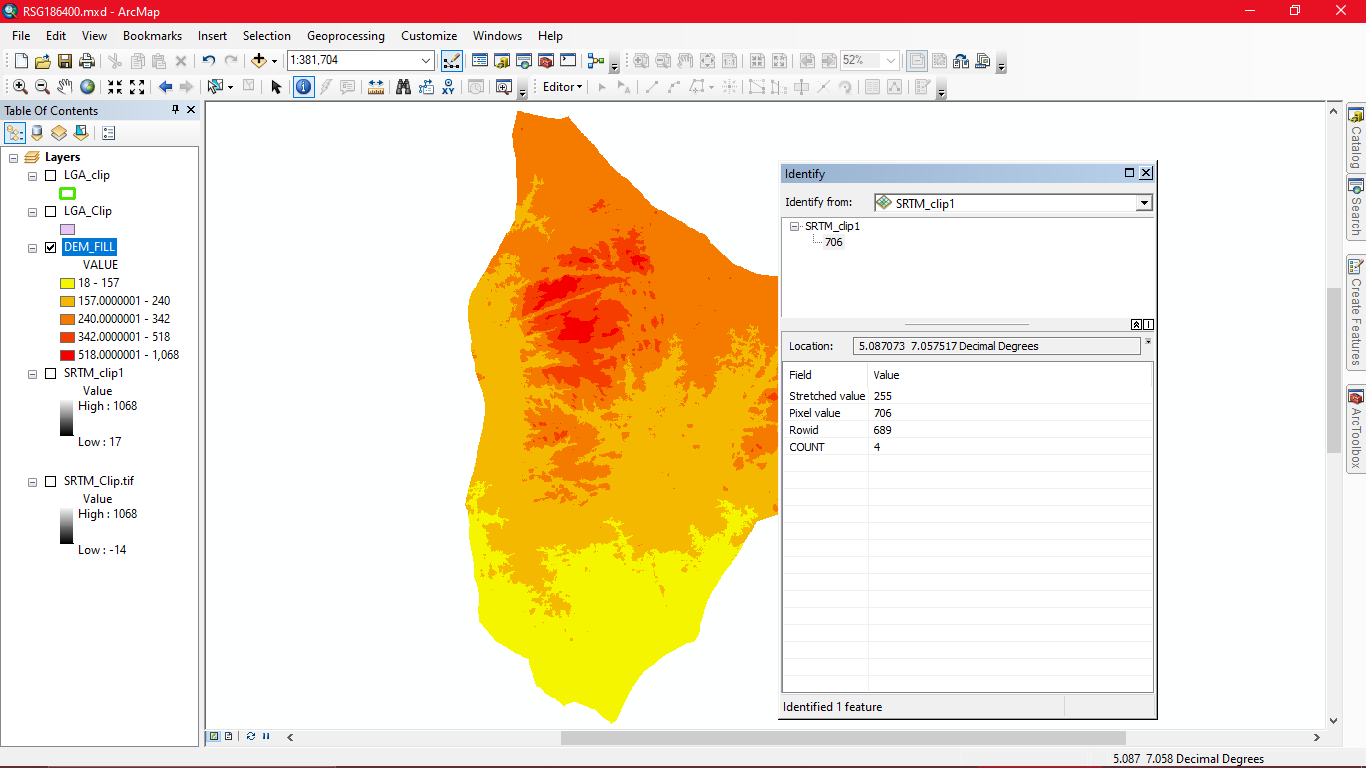 RSG186400.mxd - ArcMap
File Edit View Bookmarks Insert Selection Geoprocessing Customize Windows Help
1:381,704
52%
Editor
Table Of Contents
Layers
LGA_clip
LGA_Clip
DEM_FILL
VALUE
18 - 157
157.0000001 - 240
240.0000001 - 342
342.0000001 - 518
518.0000001 - 1,068
SRTM_clip1
Value
High : 1068
Low : 17
SRTM_Clip.tif
Value
High : 1068
Low : -14
Identify
Identify from: SRTM_clip1
SRTM_clip1
706
Location: 5.087073 7.057517 Decimal Degrees
Field Value
Stretched value 255
Pixel value 706
Rowid 689
COUNT 4
Identified 1 feature
Catalog
Search
Create Features
ArcToolbox
5.087 7.058 Decimal Degrees